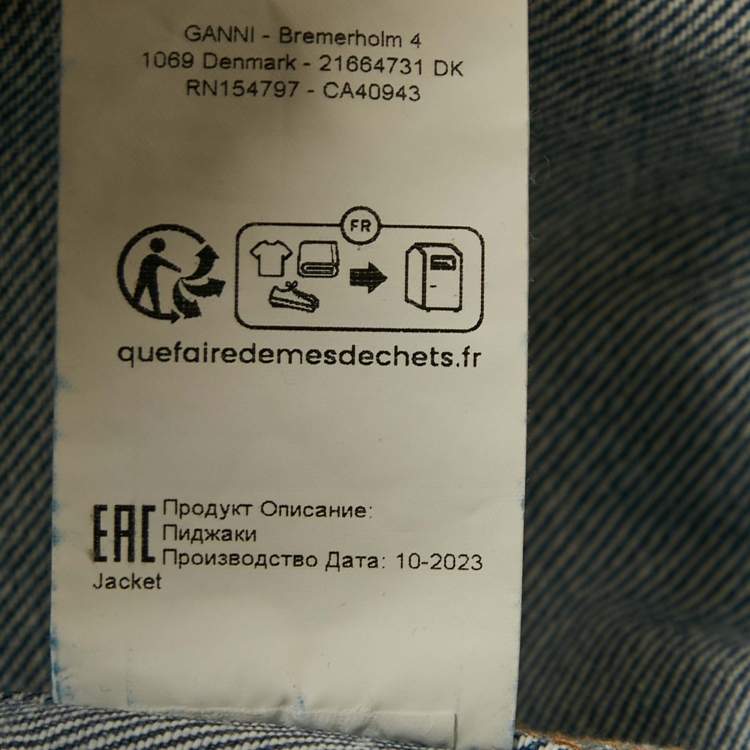 GANNI - Bremerholm 4
1069 Denmark - 21664731 DK
RN154797 - CA40943
FR
quefairedemesdechets.fr
EAC Продукт Описание:
Пиджаки
Производство Дата: 10-2023
Jacket